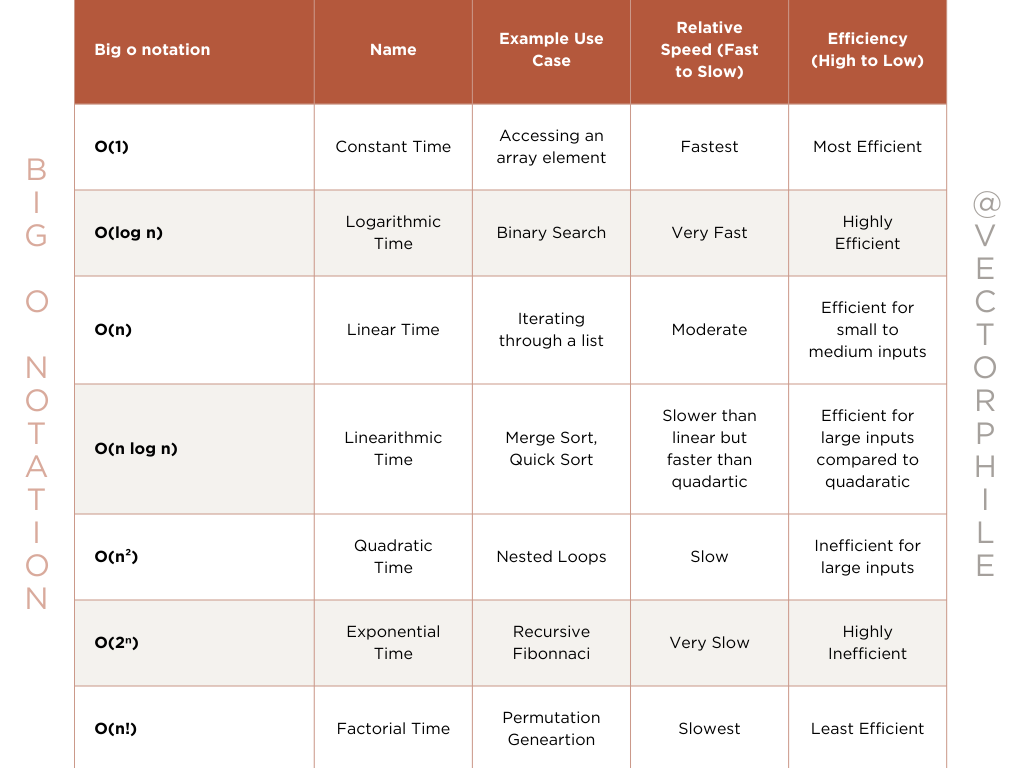 BIG O NOTATION
Big o notation
Name
Example Use
Case
Relative
Speed (Fast
to Slow)
Efficiency
(High to Low)
O(1)
Constant Time
Accessing an
array element
Fastest
Most Efficient
O(log n)
Logarithmic
Time
Binary Search
Very Fast
Highly
Efficient
O(n)
Linear Time
Iterating
through a list
Moderate
Efficient for
small to
medium inputs
O(n log n)
Linearithmic
Time
Merge Sort,
Quick Sort
Slower than
linear but
faster than
quadartic
Efficient for
large inputs
compared to
quadaratic
O(n²)
Quadratic
Time
Nested Loops
Slow
Inefficient for
large inputs
O(2ⁿ)
Exponential
Time
Recursive
Fibonnaci
Very Slow
Highly
Inefficient
O(n!)
Factorial Time
Permutation
Geneartion
Slowest
Least Efficient
@VECTORPHILE